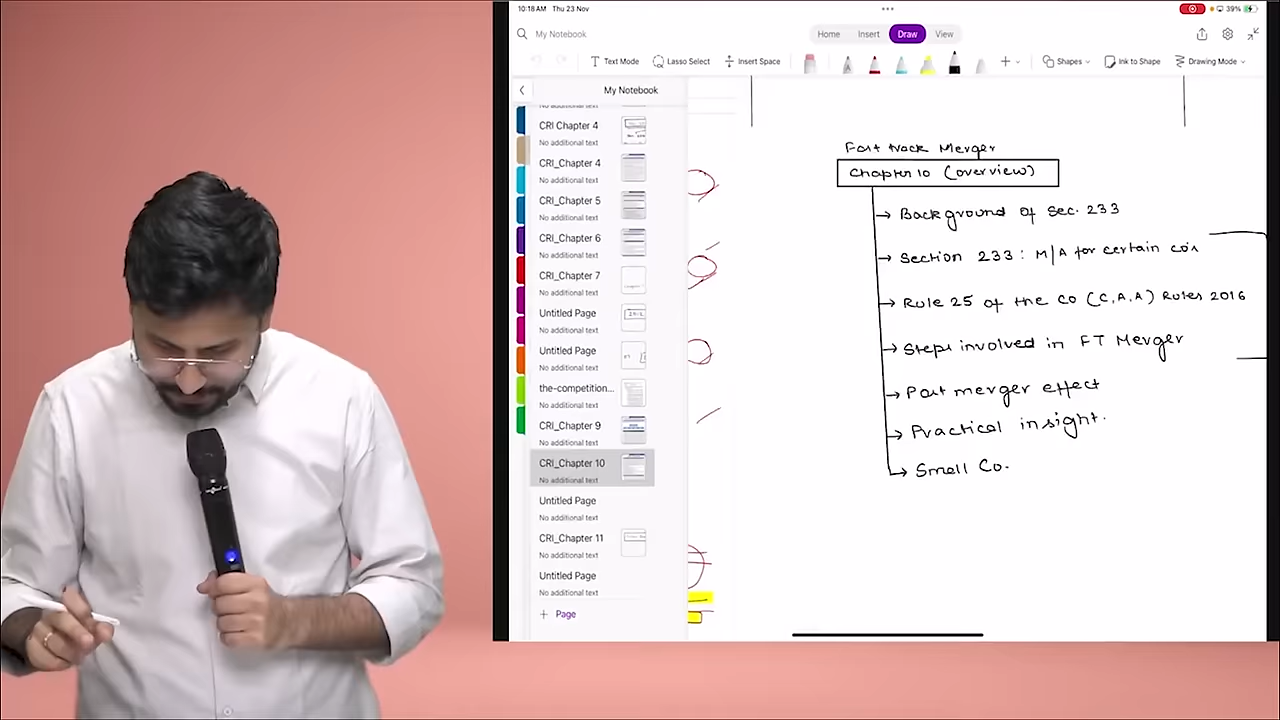 10:18 AM Thu 23 Nov
39%
My Notebook
Home Insert Draw View
Text Mode Lasso Select Insert Space Shapes Ink to Shape Drawing Mode
My Notebook
No additional text
CRI Chapter 4
No additional text
CRI_Chapter 4
No additional text
CRI_Chapter 5
No additional text
CRI_Chapter 6
No additional text
CRI_Chapter 7
No additional text
Untitled Page
No additional text
Untitled Page
No additional text
the-competition...
No additional text
CRI_Chapter 9
No additional text
CRI_Chapter 10
No additional text
Untitled Page
No additional text
CRI_Chapter 11
No additional text
Untitled Page
No additional text
+ Page
Fast track Merger
Chapter 10 (overview)
→ Background of Sec. 233
→ Section 233: M/A for certain co's
→ Rule 25 of the Co (C,A,A) Rules 2016
→ Steps involved in FT Merger
→ Post merger effect
→ Practical insight.
→ Small Co.